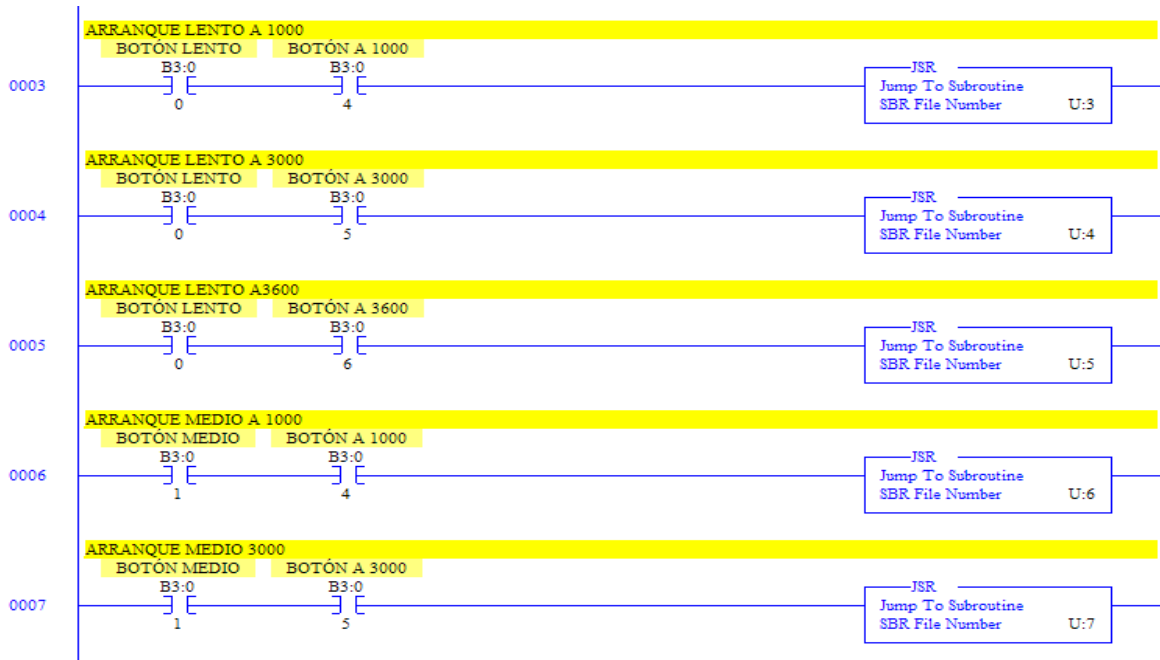 ARRANQUE LENTO A 1000
BOTÓN LENTO BOTÓN A 1000
B3:0 B3:0 JSR
0003 Jump To Subroutine
0 4 SBR File Number U:3
ARRANQUE LENTO A 3000
BOTÓN LENTO BOTÓN A 3000
B3:0 B3:0 JSR
0004 Jump To Subroutine
0 5 SBR File Number U:4
ARRANQUE LENTO A3600
BOTÓN LENTO BOTÓN A 3600
B3:0 B3:0 JSR
0005 Jump To Subroutine
0 6 SBR File Number U:5
ARRANQUE MEDIO A 1000
BOTÓN MEDIO BOTÓN A 1000
B3:0 B3:0 JSR
0006 Jump To Subroutine
1 4 SBR File Number U:6
ARRANQUE MEDIO 3000
BOTÓN MEDIO BOTÓN A 3000
B3:0 B3:0 JSR
0007 Jump To Subroutine
1 5 SBR File Number U:7